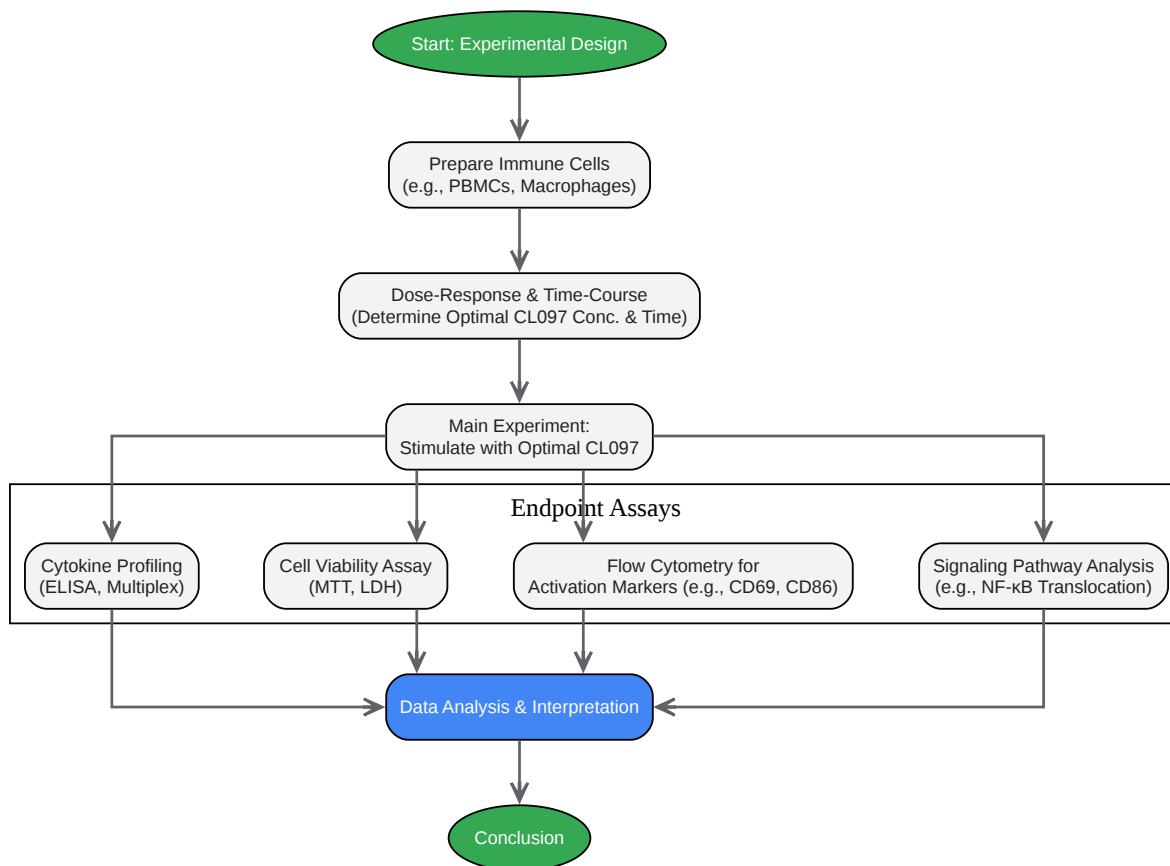 Start: Experimental Design
Prepare Immune Cells
(e.g., PBMCs, Macrophages)
Dose-Response & Time-Course
(Determine Optimal CL097 Conc. & Time)
Main Experiment:
Stimulate with Optimal CL097
Endpoint Assays
Cytokine Profiling
(ELISA, Multiplex)
Cell Viability Assay
(MTT, LDH)
Flow Cytometry for
Activation Markers (e.g., CD69, CD86)
Signaling Pathway Analysis
(e.g., NF-κB Translocation)
Data Analysis & Interpretation
Conclusion